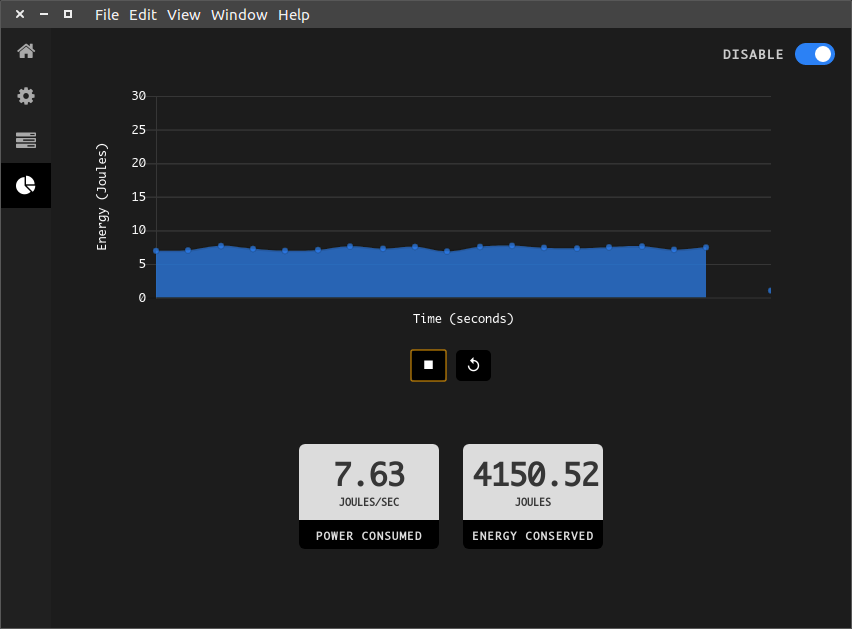 File Edit View Window Help
DISABLE
30
25
20
15
10
5
0
Energy (Joules)
Time (seconds)
7.63
JOULES/SEC
POWER CONSUMED
4150.52
JOULES
ENERGY CONSERVED